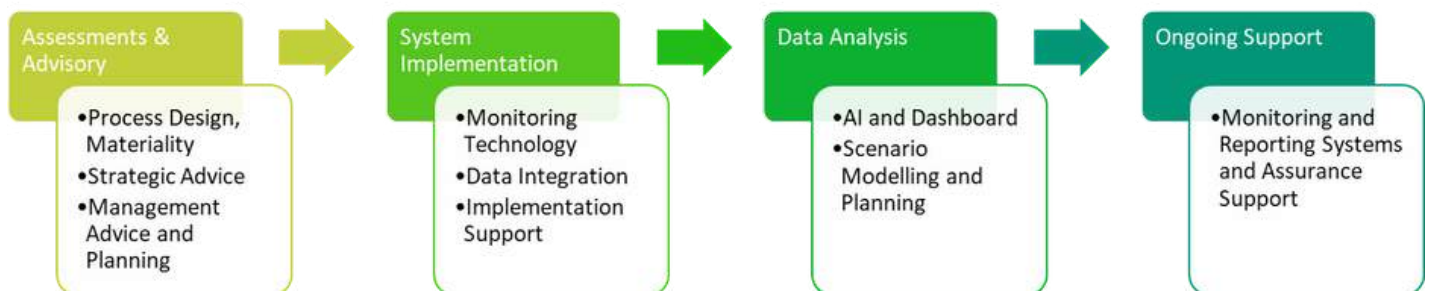 Assessments &
Advisory
•Process Design,
Materiality
•Strategic Advice
•Management
Advice and
Planning
System
Implementation
•Monitoring
Technology
•Data Integration
•Implementation
Support
Data Analysis
•AI and Dashboard
•Scenario
Modelling and
Planning
Ongoing Support
•Monitoring and
Reporting Systems
and Assurance
Support